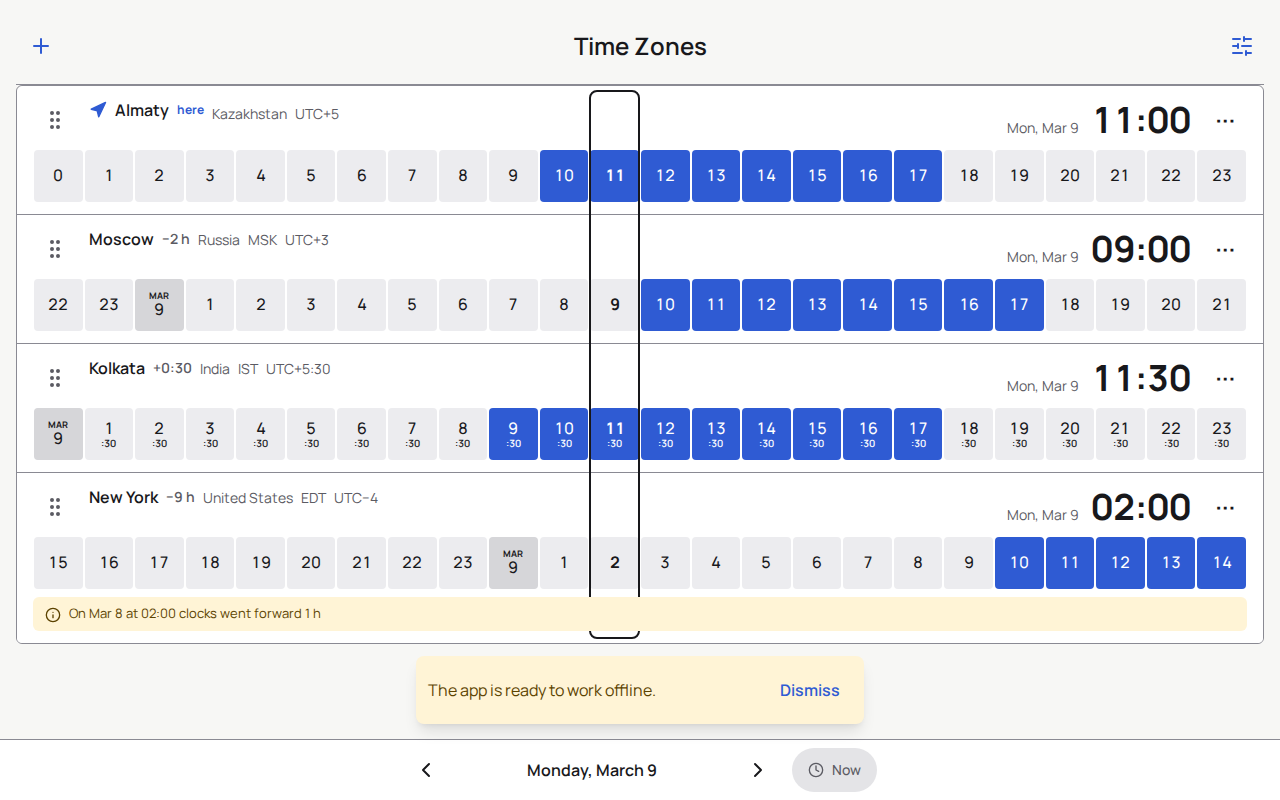 Time Zones
Almaty here Kazakhstan UTC+5
Mon, Mar 9 11:00
0 1 2 3 4 5 6 7 8 9 10 11 12 13 14 15 16 17 18 19 20 21 22 23
Moscow −2 h Russia MSK UTC+3
Mon, Mar 9 09:00
22 23 MAR 9 1 2 3 4 5 6 7 8 9 10 11 12 13 14 15 16 17 18 19 20 21
Kolkata +0:30 India IST UTC+5:30
Mon, Mar 9 11:30
MAR 9 1 :30 2 :30 3 :30 4 :30 5 :30 6 :30 7 :30 8 :30 9 :30 10 :30 11 :30 12 :30 13 :30 14 :30 15 :30 16 :30 17 :30 18 :30 19 :30 20 :30 21 :30 22 :30 23 :30
New York −9 h United States EDT UTC−4
Mon, Mar 9 02:00
15 16 17 18 19 20 21 22 23 MAR 9 1 2 3 4 5 6 7 8 9 10 11 12 13 14
On Mar 8 at 02:00 clocks went forward 1 h
The app is ready to work offline. Dismiss
Monday, March 9 Now